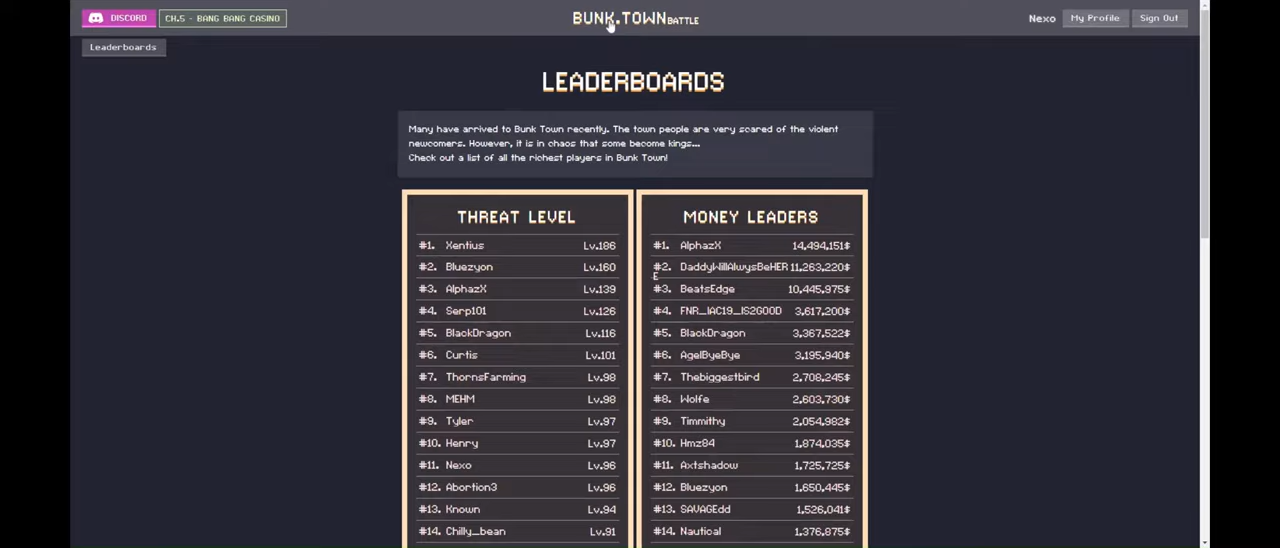 DISCORD CH.5 - BANG BANG CASINO BUNK.TOWN BATTLE Nexo My Profile Sign Out
Leaderboards
LEADERBOARDS
Many have arrived to Bunk Town recently. The town people are very scared of the violent
newcomers. However, it is in chaos that some become kings...
Check out a list of all the richest players in Bunk Town!
THREAT LEVEL
#1. Xentius Lv.186
#2. Bluezyon Lv.160
#3. AlphazX Lv.139
#4. Serp101 Lv.126
#5. BlackDragon Lv.116
#6. Curtis Lv.101
#7. ThornsFarming Lv.98
#8. MEHM Lv.98
#9. Tyler Lv.97
#10. Henry Lv.97
#11. Nexo Lv.96
#12. Abortion3 Lv.96
#13. Known Lv.94
#14. Chilly_bean Lv.91
MONEY LEADERS
#1. AlphazX 14,494,151$
#2. DaddyWillAlwysBeHER 11,263,220$
E
#3. BeatsEdge 10,445,975$
#4. FNR_IAC19_IS2GOOD 3,617,200$
#5. BlackDragon 3,367,522$
#6. AgelByeBye 3,195,940$
#7. Thebiggestbird 2,708,245$
#8. Wolfe 2,603,730$
#9. Timmithy 2,054,982$
#10. Hmz84 1,874,035$
#11. Axtshadow 1,725,725$
#12. Bluezyon 1,650,445$
#13. SAVAGEdd 1,526,041$
#14. Nautical 1,376,875$